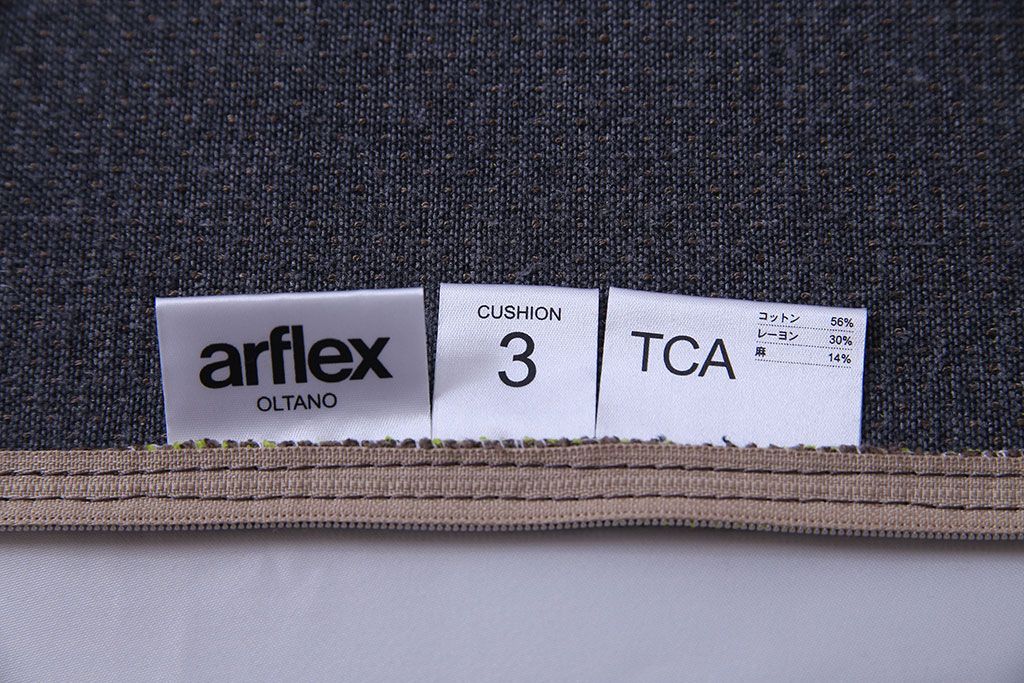 arflex
OLTANO
CUSHION
3
TCA
コットン 56%
レーヨン 30%
麻 14%